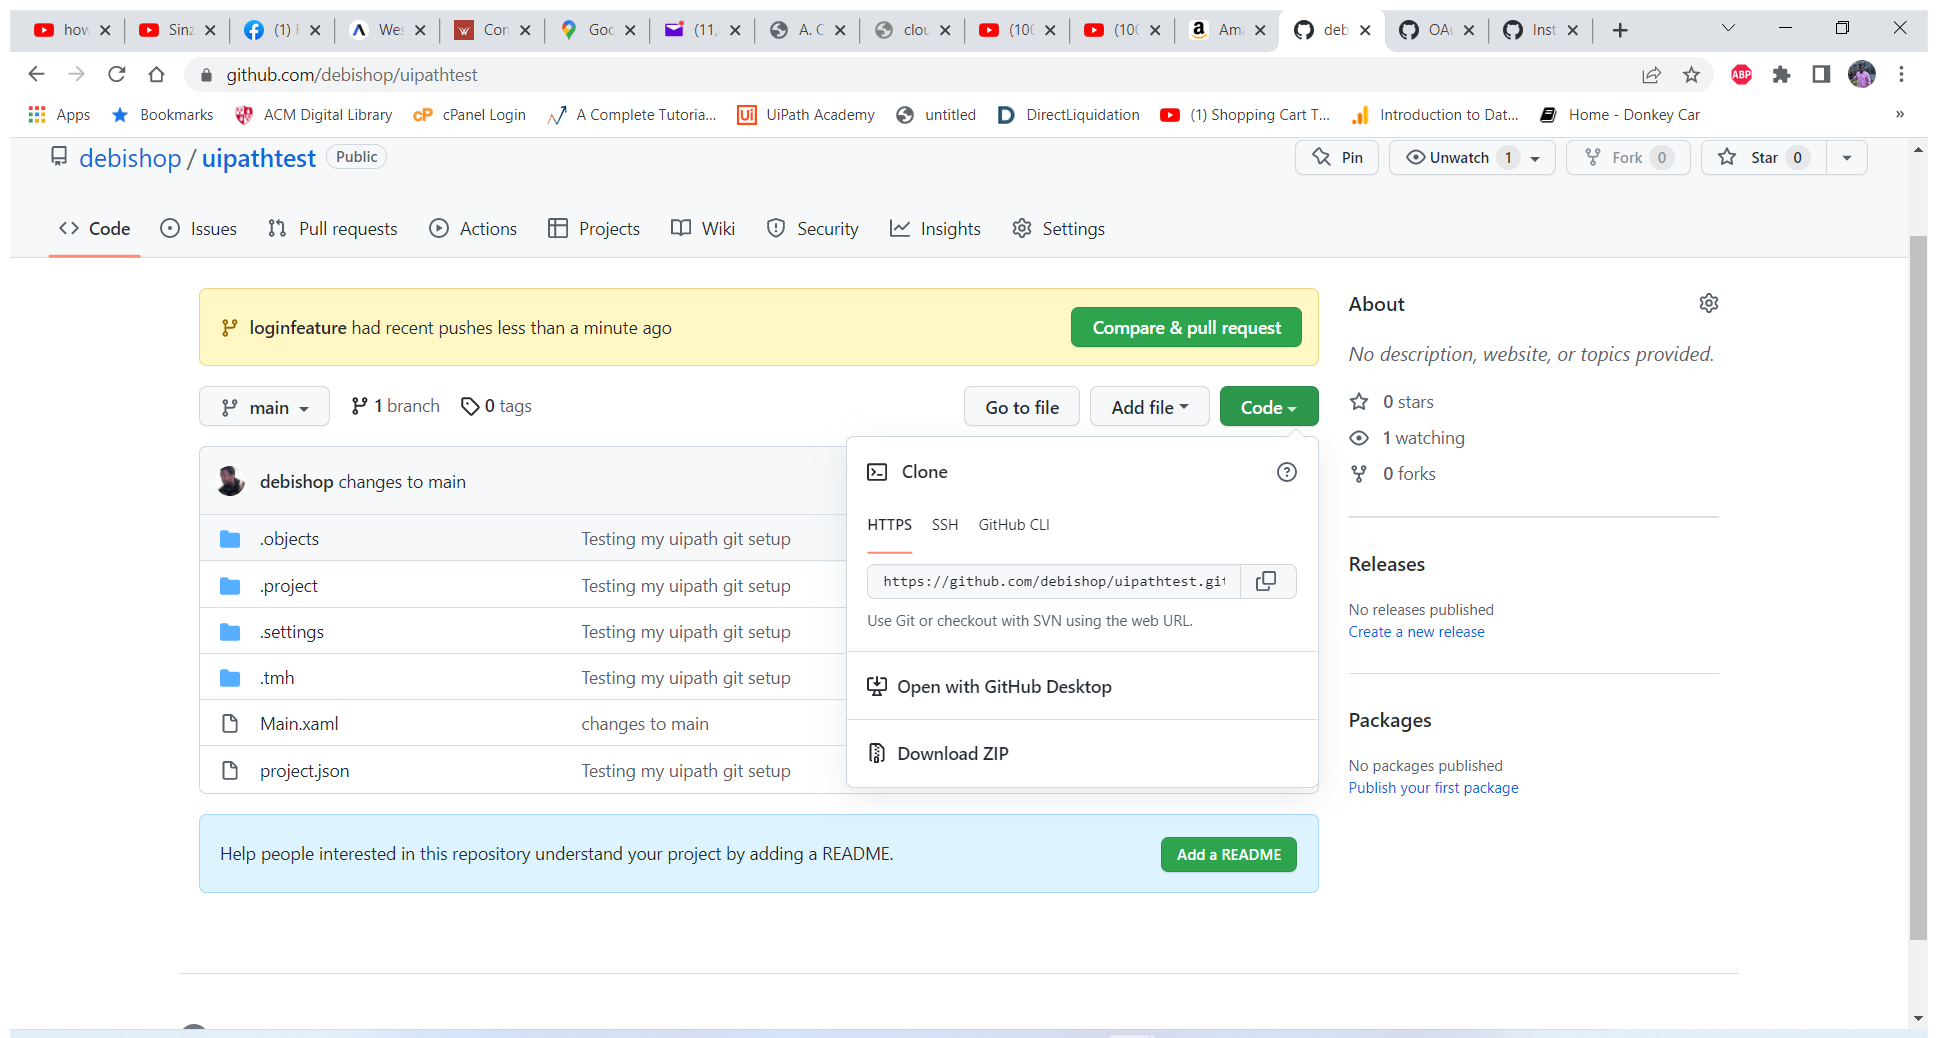 how
Sinz
(1) F
Wes
Con
Goo
(11,
A. C
clou
(100
(100
Ama
deb
OAu
Inst
github.com/debishop/uipathtest
ABP
Apps
Bookmarks
ACM Digital Library
cPanel Login
A Complete Tutoria...
UiPath Academy
untitled
DirectLiquidation
(1) Shopping Cart T...
Introduction to Dat...
Home - Donkey Car
»
debishop / uipathtest Public
Pin
Unwatch 1
Fork 0
Star 0
Code
Issues
Pull requests
Actions
Projects
Wiki
Security
Insights
Settings
loginfeature had recent pushes less than a minute ago
Compare & pull request
main
1 branch
0 tags
Go to file
Add file
Code
debishop changes to main
.objects Testing my uipath git setup
.project Testing my uipath git setup
.settings Testing my uipath git setup
.tmh Testing my uipath git setup
Main.xaml changes to main
project.json Testing my uipath git setup
Clone
HTTPS SSH GitHub CLI
https://github.com/debishop/uipathtest.git
Use Git or checkout with SVN using the web URL.
Open with GitHub Desktop
Download ZIP
Help people interested in this repository understand your project by adding a README.
Add a README
About
No description, website, or topics provided.
0 stars
1 watching
0 forks
Releases
No releases published
Create a new release
Packages
No packages published
Publish your first package